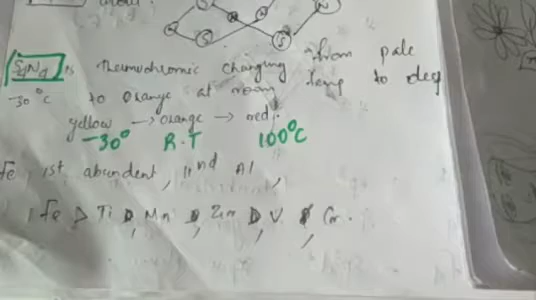 S4N4 is thermochromic changing from pale
-30°C to orange at room temp to deep
yellow → orange → red.
-30° R.T 100°C
Fe, 1st abundent, IInd Al,
Fe > Ti > Mn > Zn > V > Cr.